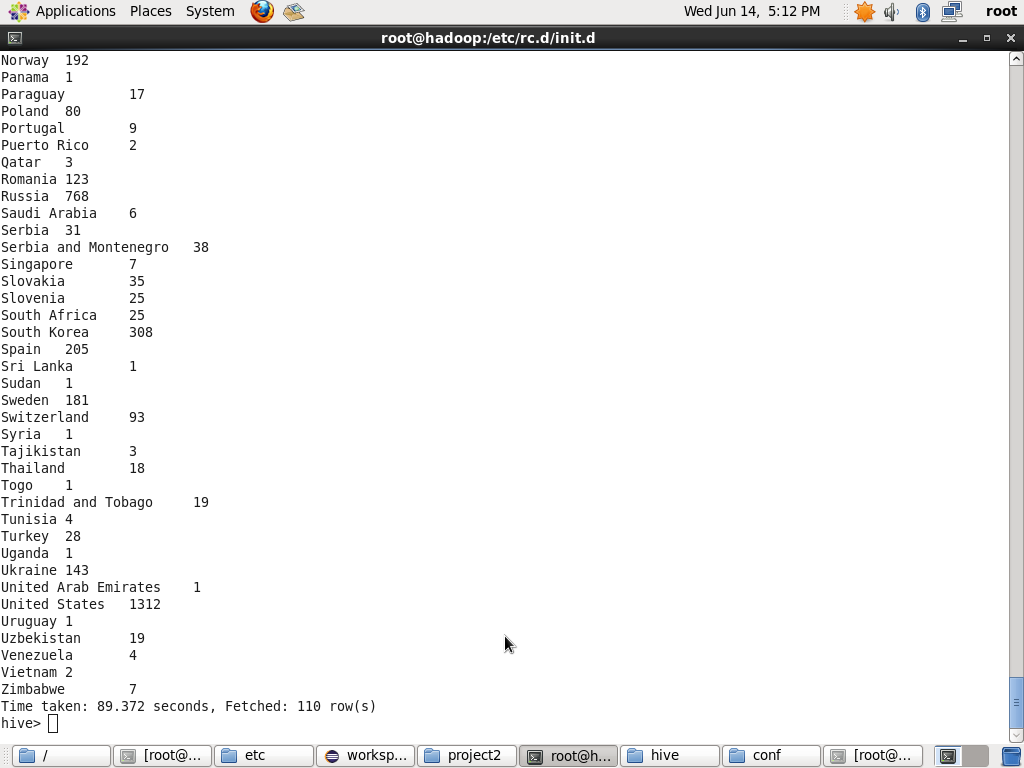 Applications Places System Wed Jun 14, 5:12 PM root
root@hadoop:/etc/rc.d/init.d
Norway 192
Panama 1
Paraguay 17
Poland 80
Portugal 9
Puerto Rico 2
Qatar 3
Romania 123
Russia 768
Saudi Arabia 6
Serbia 31
Serbia and Montenegro 38
Singapore 7
Slovakia 35
Slovenia 25
South Africa 25
South Korea 308
Spain 205
Sri Lanka 1
Sudan 1
Sweden 181
Switzerland 93
Syria 1
Tajikistan 3
Thailand 18
Togo 1
Trinidad and Tobago 19
Tunisia 4
Turkey 28
Uganda 1
Ukraine 143
United Arab Emirates 1
United States 1312
Uruguay 1
Uzbekistan 19
Venezuela 4
Vietnam 2
Zimbabwe 7
Time taken: 89.372 seconds, Fetched: 110 row(s)
hive>
/ [root@... etc worksp... project2 root@h... hive conf [root@...